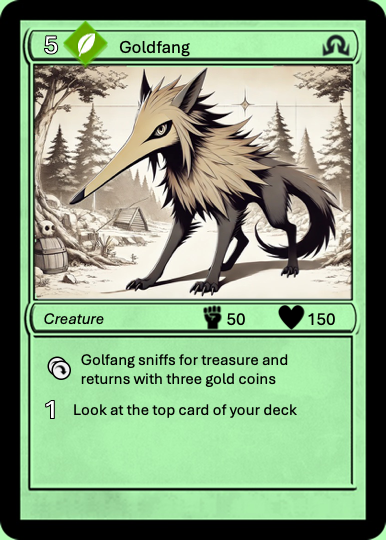 5 Goldfang
Creature 50 150
Golfang sniffs for treasure and
returns with three gold coins
1 Look at the top card of your deck